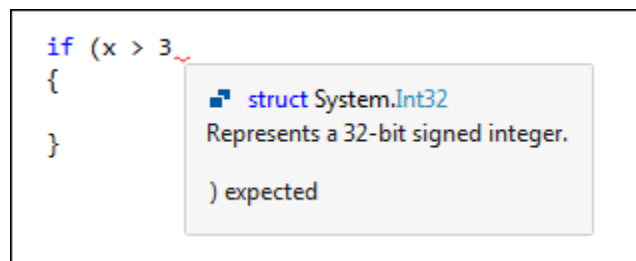 if (x > 3
{
struct System.Int32
Represents a 32-bit signed integer.
}
) expected